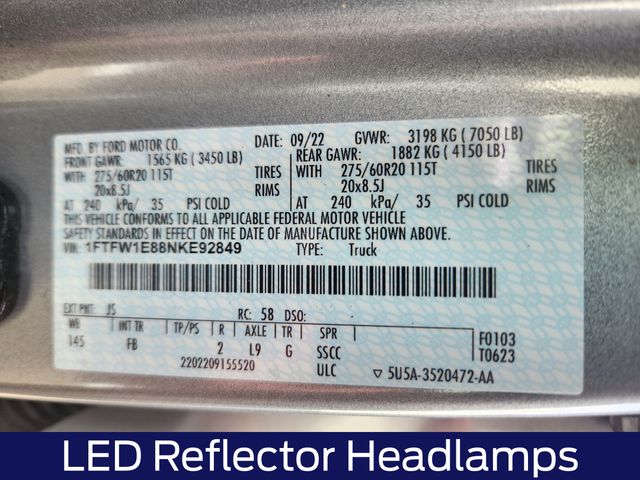 MFD. BY FORD MOTOR CO. DATE: 09/22 GVWR: 3198 KG ( 7050 LB)
FRONT GAWR: 1565 KG ( 3450 LB) REAR GAWR: 1882 KG ( 4150 LB)
WITH 275/60R20 115T TIRES WITH 275/60R20 115T TIRES
20x8.5J RIMS 20x8.5J RIMS
AT 240 kPa/ 35 PSI COLD AT 240 kPa/ 35 PSI COLD
THIS VEHICLE CONFORMS TO ALL APPLICABLE FEDERAL MOTOR VEHICLE
SAFETY STANDARDS IN EFFECT ON THE DATE OF MANUFACTURE SHOWN ABOVE.
VIN: 1FTFW1E88NKE92849 TYPE: Truck
EXT PNT: JS RC: 58 DSO:
WB INT TR TP/PS R AXLE TR SPR F0103
145 FB 2 L9 G SSCC T0623
2202209155520 ULC ▽ 5U5A-3520472-AA
LED Reflector Headlamps